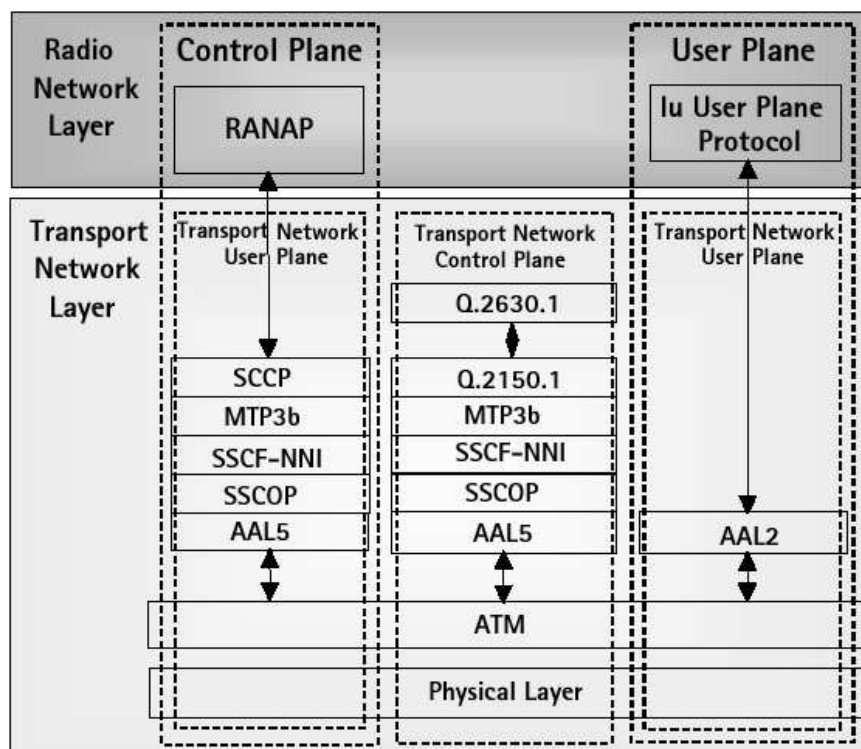 Radio
Network
Layer
Control Plane
RANAP
User Plane
Iu User Plane
Protocol
Transport
Network
Layer
Transport Network
User Plane
SCCP
MTP3b
SSCF-NNI
SSCOP
AAL5
Transport Network
Control Plane
Q.2630.1
Q.2150.1
MTP3b
SSCF-NNI
SSCOP
AAL5
Transport Network
User Plane
AAL2
ATM
Physical Layer